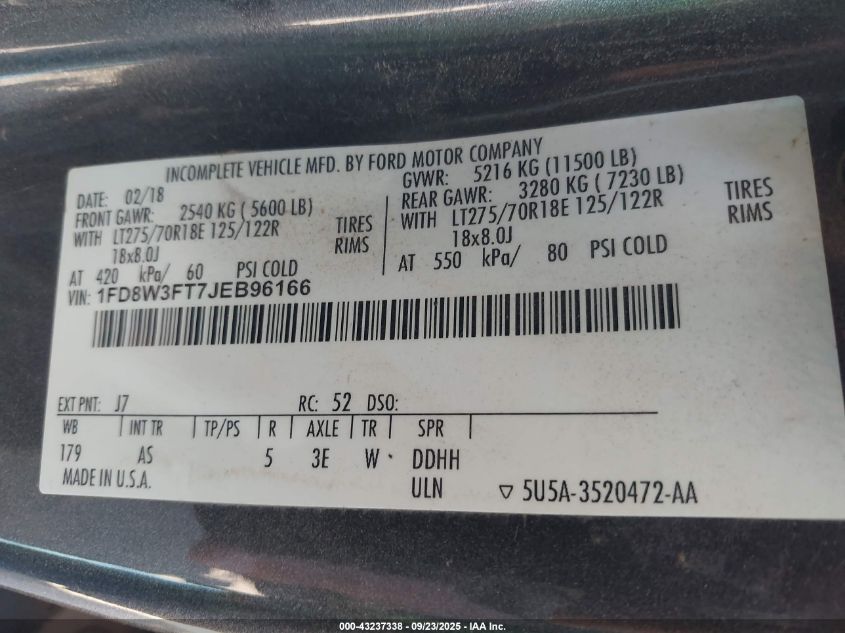 INCOMPLETE VEHICLE MFD. BY FORD MOTOR COMPANY
DATE: 02/18 GVWR: 5216 KG (11500 LB)
FRONT GAWR: 2540 KG ( 5600 LB) REAR GAWR: 3280 KG ( 7230 LB)
WITH LT275/70R18E 125/122R TIRES WITH LT275/70R18E 125/122R TIRES
18x8.0J RIMS 18x8.0J RIMS
AT 420 kPa/ 60 PSI COLD AT 550 kPa/ 80 PSI COLD
VIN: 1FD8W3FT7JEB96166
EXT PNT: J7 RC: 52 DSO:
WB | INT TR | TP/PS | R | AXLE | TR | SPR |
179 AS 5 3E W DDHH
MADE IN U.S.A. ULN ▽ 5U5A-3520472-AA
000-43237338 - 09/23/2025 - IAA Inc.